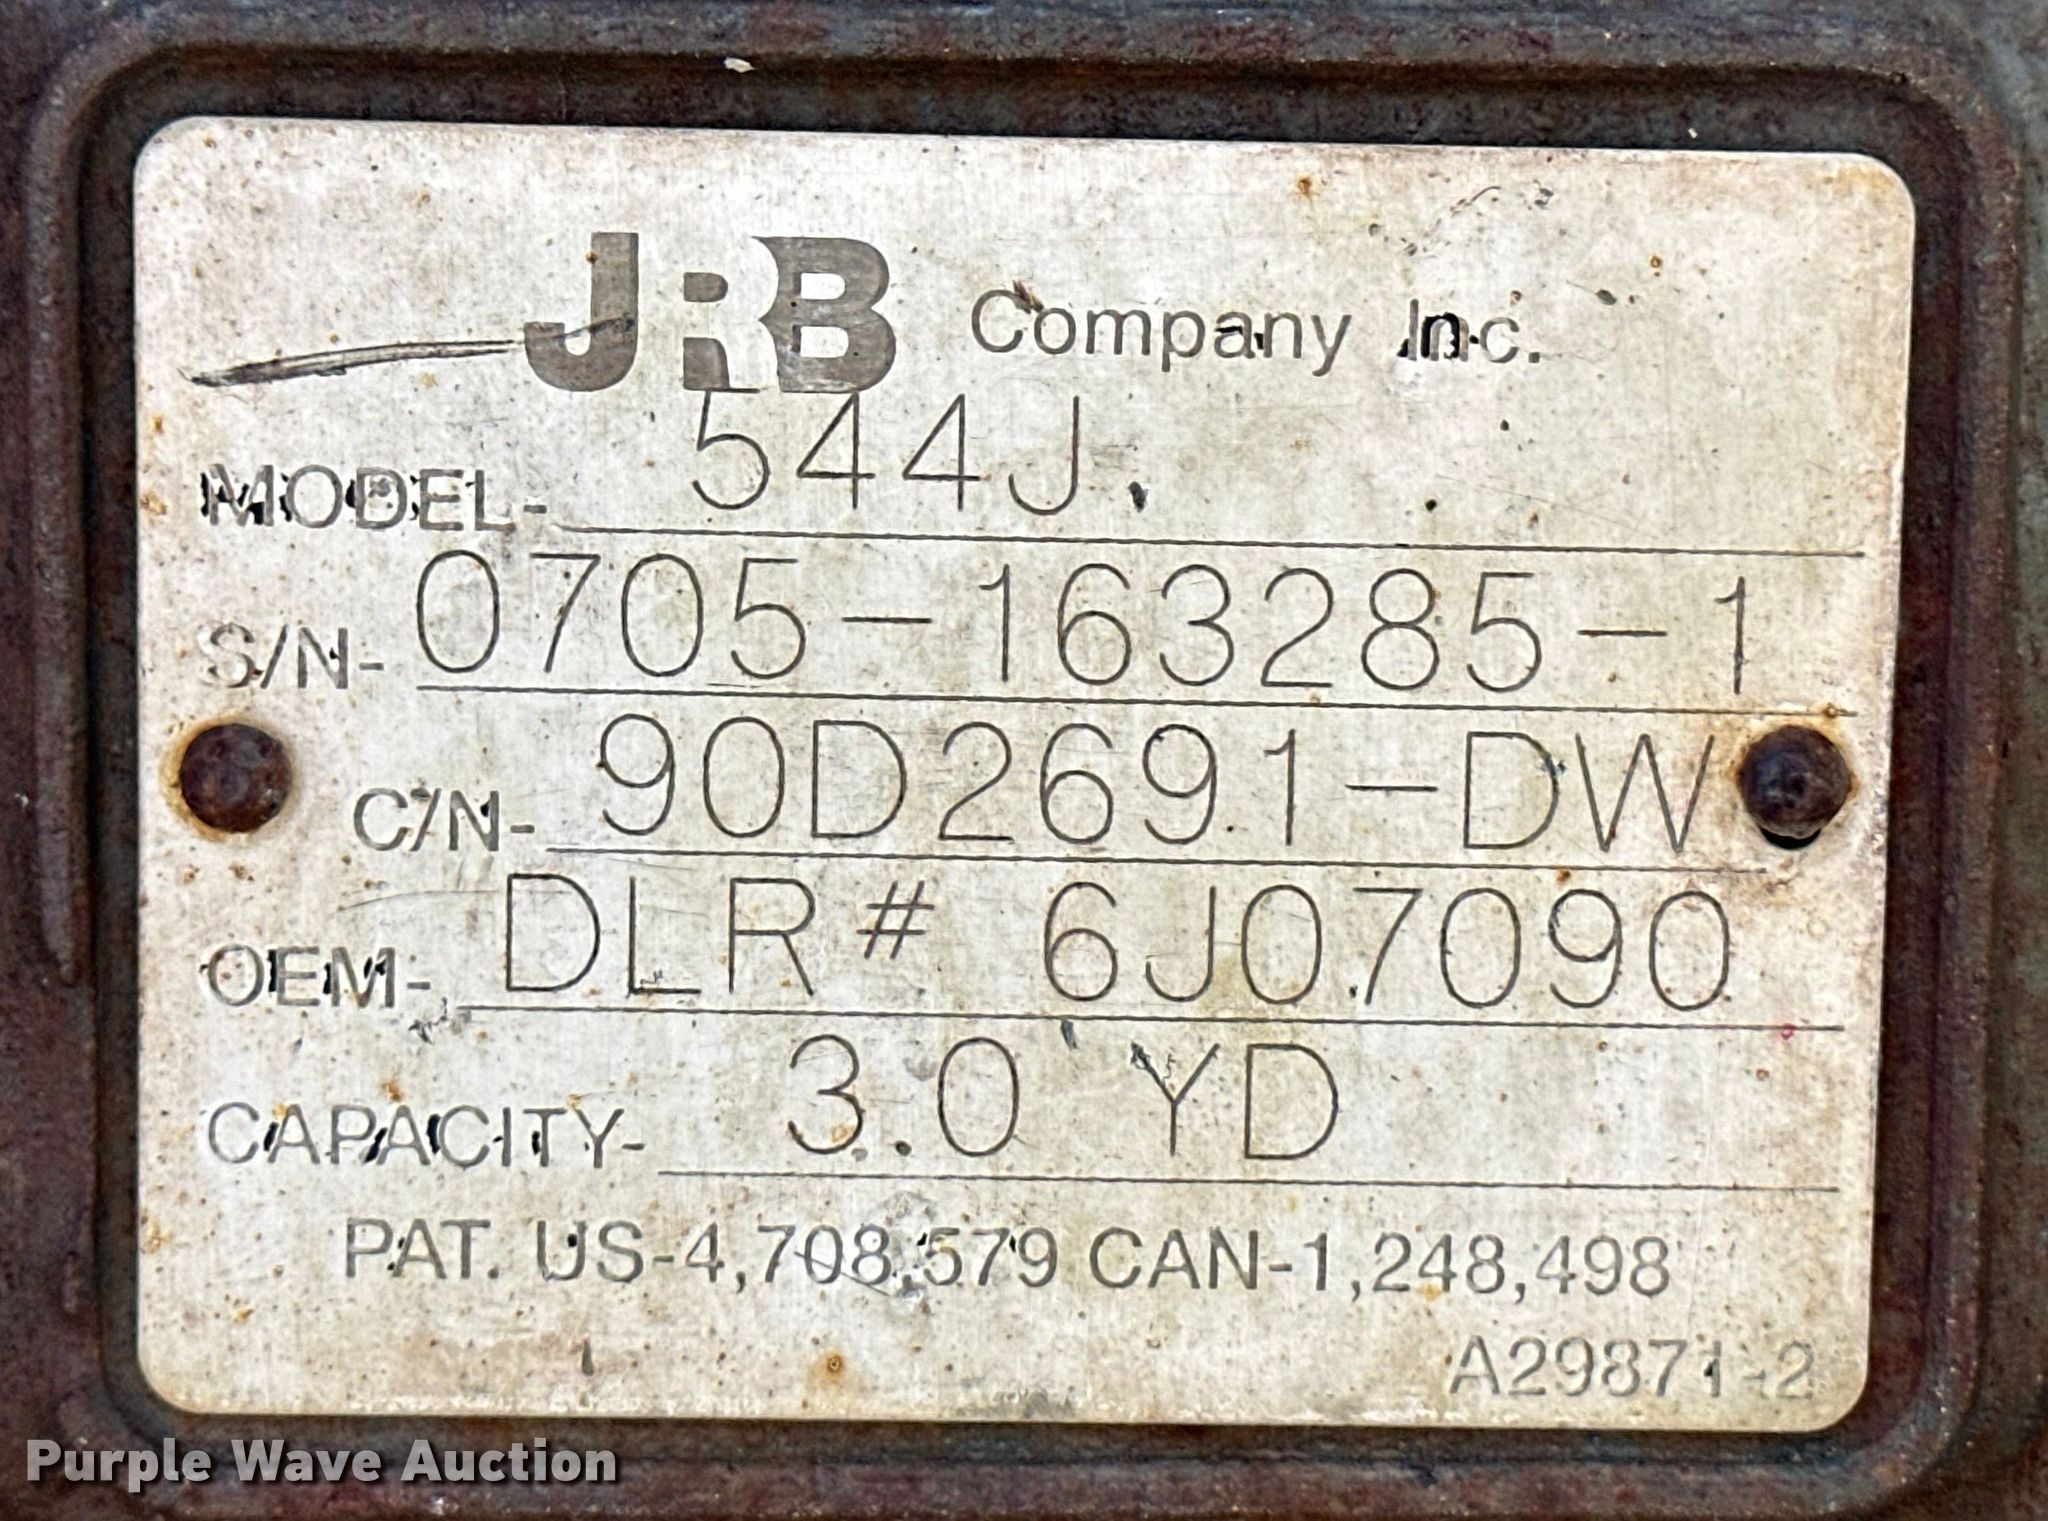 JRB Company Inc.
MODEL- 544J
S/N- 0705-163285-1
C/N- 90D2691-DW
OEM- DLR# 6J07090
CAPACITY- 3.0 YD
PAT. US-4,708,579 CAN-1,248,498
A29871-2
Purple Wave Auction